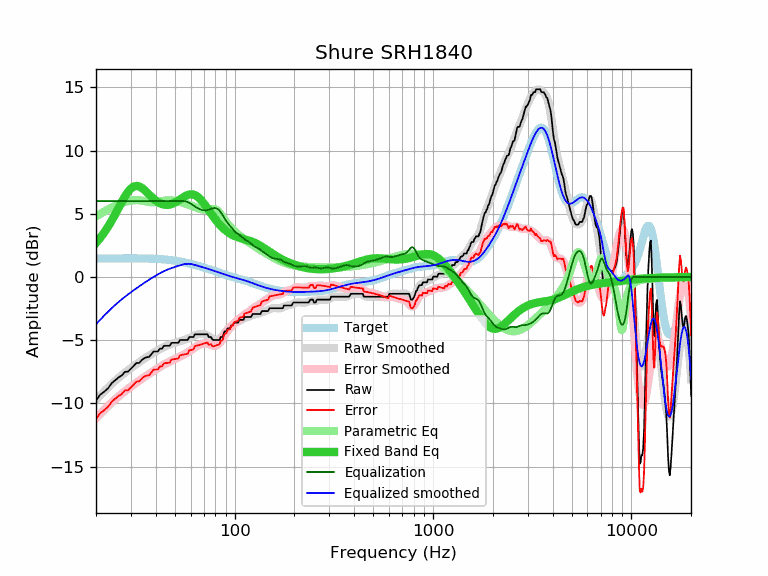 Shure SRH1840
15
10
5
0
−5
−10
−15
Amplitude (dBr)
Target
Raw Smoothed
Error Smoothed
Raw
Error
Parametric Eq
Fixed Band Eq
Equalization
Equalized smoothed
100
1000
10000
Frequency (Hz)